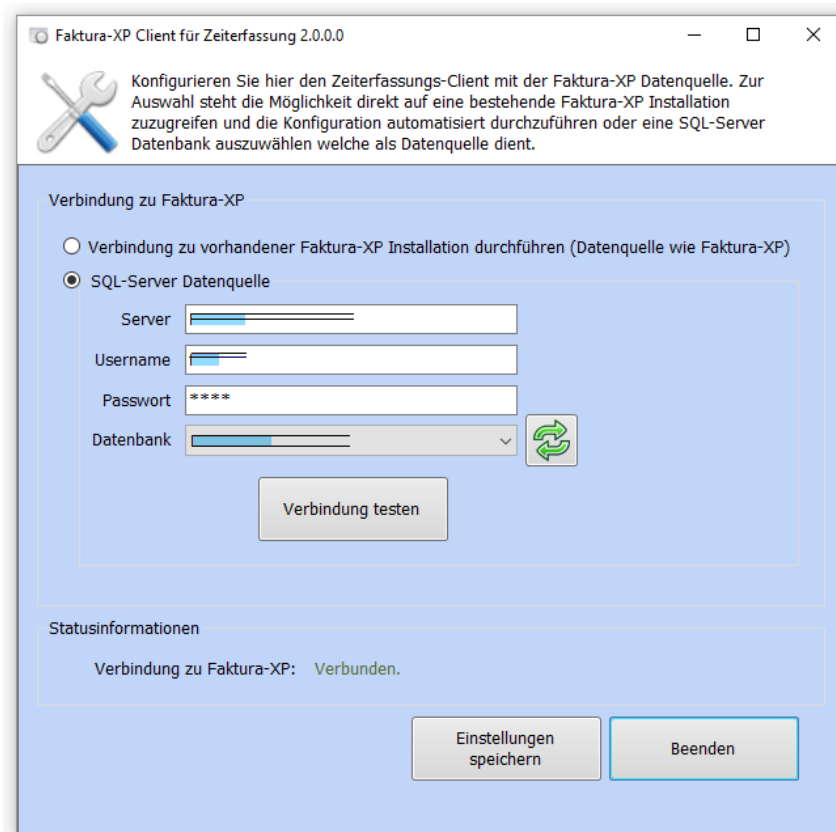 Faktura-XP Client für Zeiterfassung 2.0.0.0
Konfigurieren Sie hier den Zeiterfassungs-Client mit der Faktura-XP Datenquelle. Zur
Auswahl steht die Möglichkeit direkt auf eine bestehende Faktura-XP Installation
zuzugreifen und die Konfiguration automatisiert durchzuführen oder eine SQL-Server
Datenbank auszuwählen welche als Datenquelle dient.
Verbindung zu Faktura-XP
Verbindung zu vorhandener Faktura-XP Installation durchführen (Datenquelle wie Faktura-XP)
SQL-Server Datenquelle
Server
Username
Passwort ****
Datenbank
Verbindung testen
Statusinformationen
Verbindung zu Faktura-XP: Verbunden.
Einstellungen
speichern
Beenden